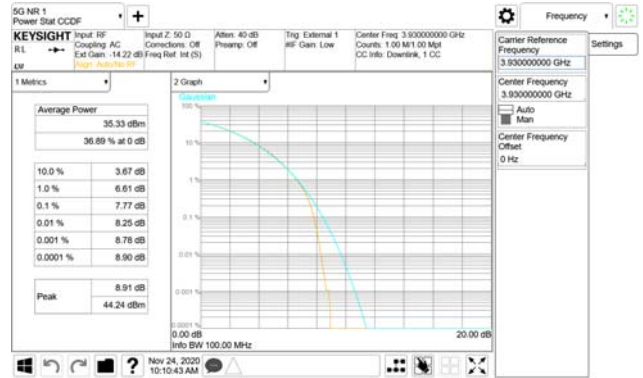 5G NR 1
Power Stat CCDF
Frequency
KEYSIGHT
RL
Input: RF
Coupling: AC
Ext Gain: -14.22 dB
Align: Auto/No RF
Input Z: 50 Ω
Corrections: Off
Freq Ref: Int (S)
Atten: 40 dB
Preamp: Off
Trig: External 1
#IF Gain: Low
Center Freq: 3.930000000 GHz
Counts: 1.00 M/1.00 Mpt
CC Info: Downlink, 1 CC
Carrier Reference
Frequency
3.930000000 GHz
Settings
Center Frequency
3.930000000 GHz
Auto
Man
Center Frequency
Offset
0 Hz
1 Metrics
Average Power
35.33 dBm
36.89 % at 0 dB
10.0 % 3.67 dB
1.0 % 6.61 dB
0.1 % 7.77 dB
0.01 % 8.25 dB
0.001 % 8.78 dB
0.0001 % 8.90 dB
Peak
8.91 dB
44.24 dBm
2 Graph
Gaussian
100 %
10 %
1 %
0.1 %
0.01 %
0.001 %
0.0001 %
0.00 dB
20.00 dB
Info BW 100.00 MHz
Nov 24, 2020
10:10:43 AM